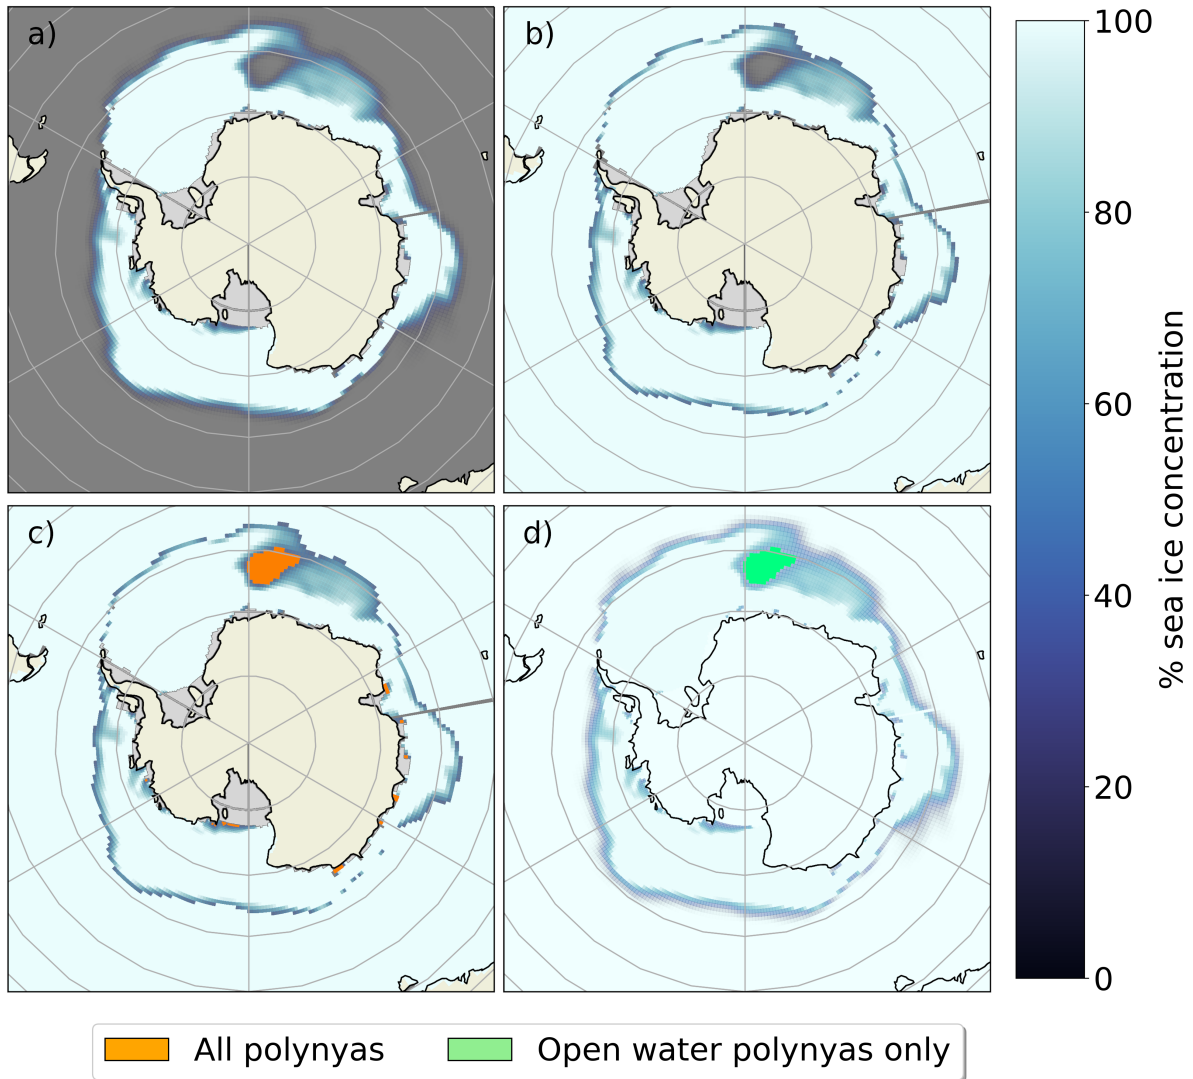 a)
b)
c)
d)
100
80
60
40
20
0
% sea ice concentration
All polynyas
Open water polynyas only